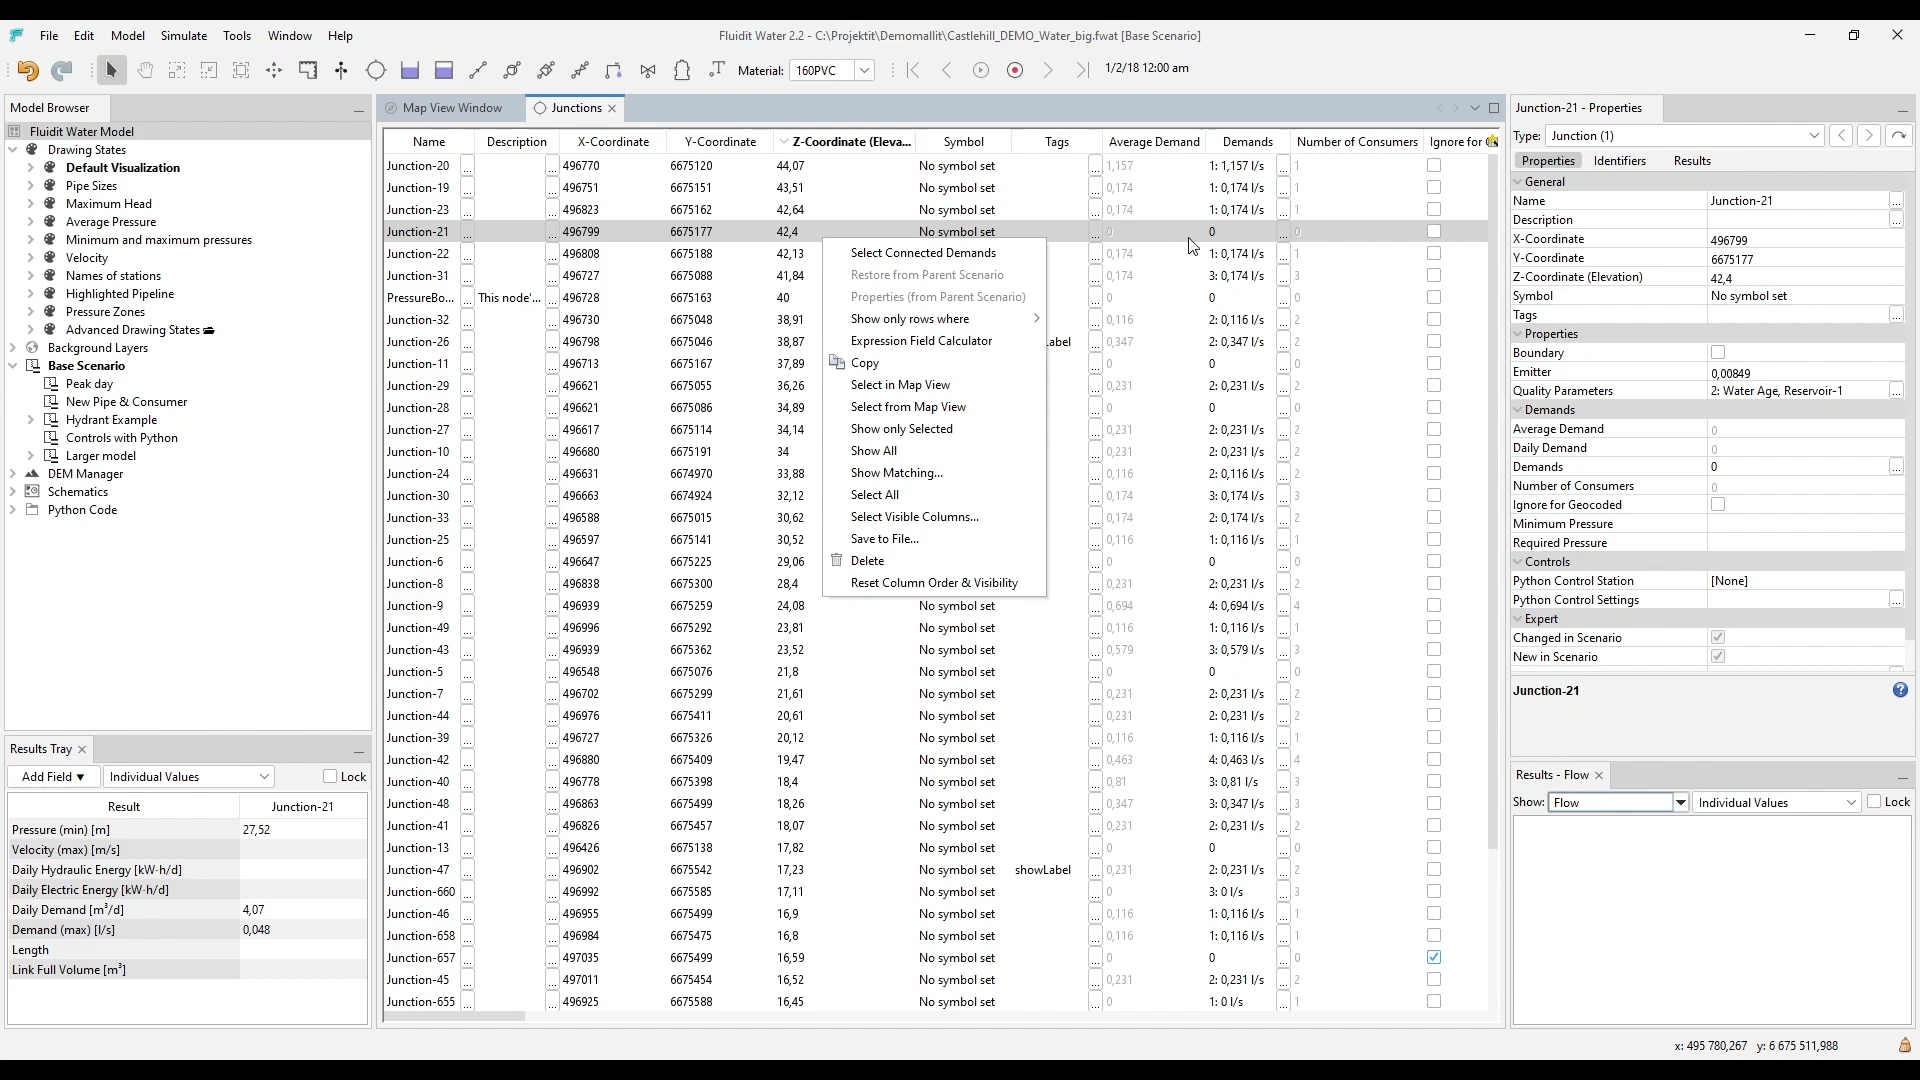 File Edit Model Simulate Tools Window Help
Fluidit Water 2.2 - C:\Projektit\Demomallit\Castlehill_DEMO_Water_big.fwat [Base Scenario]
Material: 160PVC 1/2/18 12:00 am
Model Browser
Fluidit Water Model
Drawing States
Default Visualization
Pipe Sizes
Maximum Head
Average Pressure
Minimum and maximum pressures
Velocity
Names of stations
Highlighted Pipeline
Pressure Zones
Advanced Drawing States
Background Layers
Base Scenario
Peak day
New Pipe & Consumer
Hydrant Example
Controls with Python
Larger model
DEM Manager
Schematics
Python Code
Results Tray
Add Field Individual Values Lock
Result Junction-21
Pressure (min) [m] 27,52
Velocity (max) [m/s]
Daily Hydraulic Energy [kW·h/d]
Daily Electric Energy [kW·h/d]
Daily Demand [m³/d] 4,07
Demand (max) [l/s] 0,048
Length
Link Full Volume [m³]
Map View Window Junctions
Name Description X-Coordinate Y-Coordinate Z-Coordinate (Eleva... Symbol Tags Average Demand Demands Number of Consumers Ignore for
Junction-20 ... ... 496770 6675120 44,07 No symbol set ... 1,157 1: 1,157 l/s ... 1
Junction-19 ... ... 496751 6675151 43,51 No symbol set ... 0,174 1: 0,174 l/s ... 1
Junction-23 ... ... 496823 6675162 42,64 No symbol set ... 0,174 1: 0,174 l/s ... 1
Junction-21 ... ... 496799 6675177 42,4 No symbol set ... 0 0 ... 0
Junction-22 ... ... 496808 6675188 42,13 ... 0,174 1: 0,174 l/s ... 1
Junction-31 ... ... 496727 6675088 41,84 ... 0,174 3: 0,174 l/s ... 3
PressureBo... ... This node'... ... 496728 6675163 40 ... 0 0 ... 0
Junction-32 ... ... 496730 6675048 38,91 ... 0,116 2: 0,116 l/s ... 2
Junction-26 ... ... 496798 6675046 38,87 Label ... 0,347 2: 0,347 l/s ... 2
Junction-11 ... ... 496713 6675167 37,89 ... 0 0 ... 0
Junction-29 ... ... 496621 6675055 36,26 ... 0,231 2: 0,231 l/s ... 2
Junction-28 ... ... 496621 6675086 34,89 ... 0 0 ... 0
Junction-27 ... ... 496617 6675114 34,14 ... 0,231 2: 0,231 l/s ... 2
Junction-10 ... ... 496680 6675191 34 ... 0,231 2: 0,231 l/s ... 2
Junction-24 ... ... 496631 6674970 33,88 ... 0,116 2: 0,116 l/s ... 2
Junction-30 ... ... 496663 6674924 32,12 ... 0,174 3: 0,174 l/s ... 3
Junction-33 ... ... 496588 6675015 30,62 ... 0,174 2: 0,174 l/s ... 2
Junction-25 ... ... 496597 6675141 30,52 ... 0,116 1: 0,116 l/s ... 1
Junction-6 ... ... 496647 6675225 29,06 ... 0 0 ... 0
Junction-8 ... ... 496838 6675300 28,4 ... 0,231 2: 0,231 l/s ... 2
Junction-9 ... ... 496939 6675259 24,08 No symbol set ... 0,694 4: 0,694 l/s ... 4
Junction-49 ... ... 496996 6675292 23,81 No symbol set ... 0,116 1: 0,116 l/s ... 1
Junction-43 ... ... 496939 6675362 23,52 No symbol set ... 0,579 3: 0,579 l/s ... 3
Junction-5 ... ... 496548 6675076 21,8 No symbol set ... 0 0 ... 0
Junction-7 ... ... 496702 6675299 21,61 No symbol set ... 0,231 2: 0,231 l/s ... 2
Junction-44 ... ... 496976 6675411 20,61 No symbol set ... 0,231 2: 0,231 l/s ... 2
Junction-39 ... ... 496727 6675326 20,12 No symbol set ... 0,116 1: 0,116 l/s ... 1
Junction-42 ... ... 496880 6675409 19,47 No symbol set ... 0,463 4: 0,463 l/s ... 4
Junction-40 ... ... 496778 6675398 18,4 No symbol set ... 0,81 3: 0,81 l/s ... 3
Junction-48 ... ... 496863 6675499 18,26 No symbol set ... 0,347 3: 0,347 l/s ... 3
Junction-41 ... ... 496826 6675457 18,07 No symbol set ... 0,231 2: 0,231 l/s ... 2
Junction-13 ... ... 496426 6675138 17,82 No symbol set ... 0 0 ... 0
Junction-47 ... ... 496902 6675542 17,23 No symbol set showLabel ... 0,231 2: 0,231 l/s ... 2
Junction-660 ... ... 496992 6675585 17,11 No symbol set ... 0 3: 0 l/s ... 3
Junction-46 ... ... 496955 6675499 16,9 No symbol set ... 0,116 1: 0,116 l/s ... 1
Junction-658 ... ... 496984 6675475 16,8 No symbol set ... 0,116 1: 0,116 l/s ... 1
Junction-657 ... ... 497035 6675499 16,59 No symbol set ... 0 0 ... 0
Junction-45 ... ... 497011 6675454 16,52 No symbol set ... 0,231 2: 0,231 l/s ... 2
Junction-655 ... ... 496925 6675588 16,45 No symbol set ... 0 1: 0 l/s ... 1
Select Connected Demands
Restore from Parent Scenario
Properties (from Parent Scenario)
Show only rows where
Expression Field Calculator
Copy
Select in Map View
Select from Map View
Show only Selected
Show All
Show Matching...
Select All
Select Visible Columns...
Save to File...
Delete
Reset Column Order & Visibility
Junction-21 - Properties
Type: Junction (1)
Properties Identifiers Results
General
Name Junction-21 ...
Description ...
X-Coordinate 496799
Y-Coordinate 6675177
Z-Coordinate (Elevation) 42,4
Symbol No symbol set
Tags ...
Properties
Boundary
Emitter 0,00849
Quality Parameters 2: Water Age, Reservoir-1 ...
Demands
Average Demand 0
Daily Demand 0
Demands 0 ...
Number of Consumers 0
Ignore for Geocoded
Minimum Pressure
Required Pressure
Controls
Python Control Station [None]
Python Control Settings ...
Expert
Changed in Scenario
New in Scenario
Junction-21
Results - Flow
Show: Flow Individual Values Lock
x: 495 780,267 y: 6 675 511,988